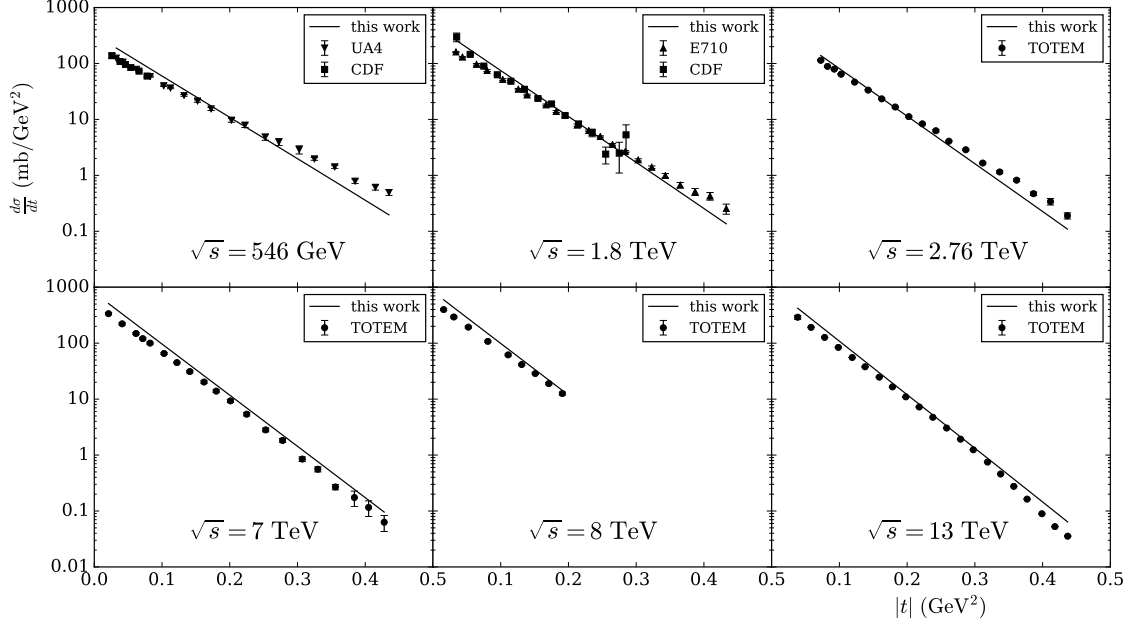 1000
100
10
1
0.1
dσ/dt (mb/GeV²)
this work
UA4
CDF
√s = 546 GeV
this work
E710
CDF
√s = 1.8 TeV
this work
TOTEM
√s = 2.76 TeV
1000
100
10
1
0.1
0.01
this work
TOTEM
√s = 7 TeV
this work
TOTEM
√s = 8 TeV
this work
TOTEM
√s = 13 TeV
0.0 0.1 0.2 0.3 0.4 0.5 0.1 0.2 0.3 0.4 0.5 0.1 0.2 0.3 0.4 0.5
|t| (GeV²)